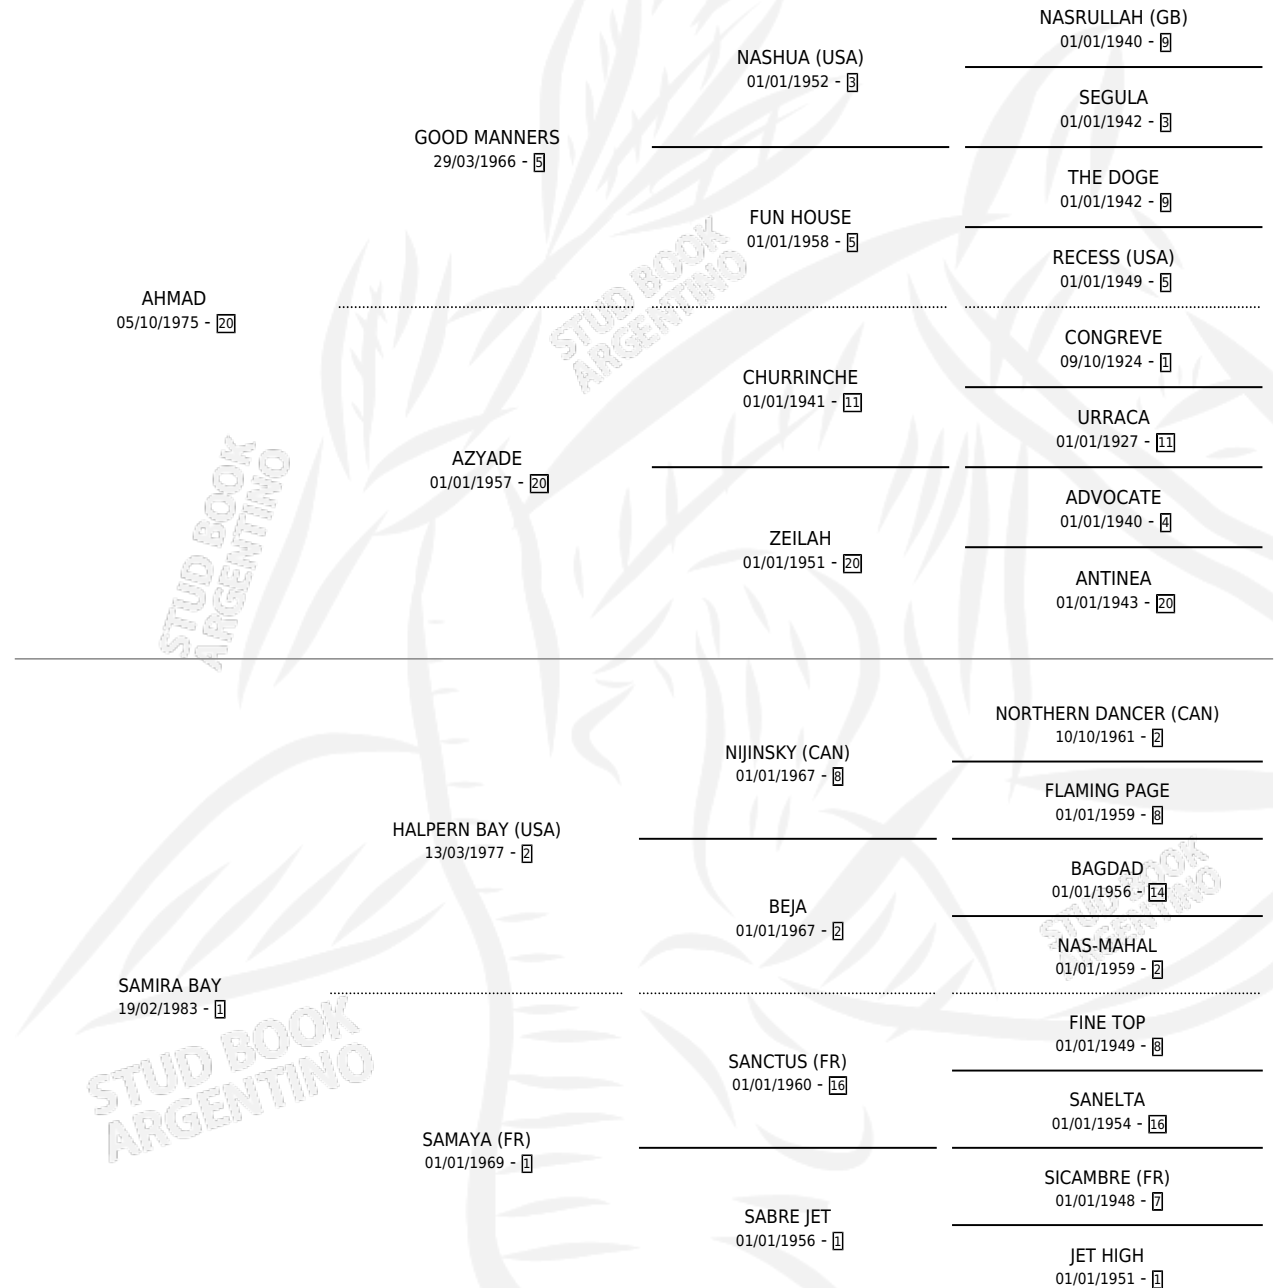 NASRULLAH (GB)
01/01/1940 - 9
NASHUA (USA)
01/01/1952 - 3
SEGULA
01/01/1942 - 3
GOOD MANNERS
29/03/1966 - 5
THE DOGE
01/01/1942 - 9
FUN HOUSE
01/01/1958 - 5
RECESS (USA)
01/01/1949 - 5
AHMAD
05/10/1975 - 20
CONGREVE
09/10/1924 - 1
CHURRINCHE
01/01/1941 - 11
URRACA
01/01/1927 - 11
AZYADE
01/01/1957 - 20
ADVOCATE
01/01/1940 - 4
ZEILAH
01/01/1951 - 20
ANTINEA
01/01/1943 - 20
STUD BOOK
ARGENTINO
STUD BOOK
ARGENTINO
NORTHERN DANCER (CAN)
10/10/1961 - 2
NIJINSKY (CAN)
01/01/1967 - 8
FLAMING PAGE
01/01/1959 - 8
HALPERN BAY (USA)
13/03/1977 - 2
BAGDAD
01/01/1956 - 14
BEJA
01/01/1967 - 2
NAS-MAHAL
01/01/1959 - 2
SAMIRA BAY
19/02/1983 - 1
FINE TOP
01/01/1949 - 8
SANCTUS (FR)
01/01/1960 - 16
SANELTA
01/01/1954 - 16
SAMAYA (FR)
01/01/1969 - 1
SICAMBRE (FR)
01/01/1948 - 7
SABRE JET
01/01/1956 - 1
JET HIGH
01/01/1951 - 1
STUD BOOK
ARGENTINO
STUD BOOK
ARGENTINO